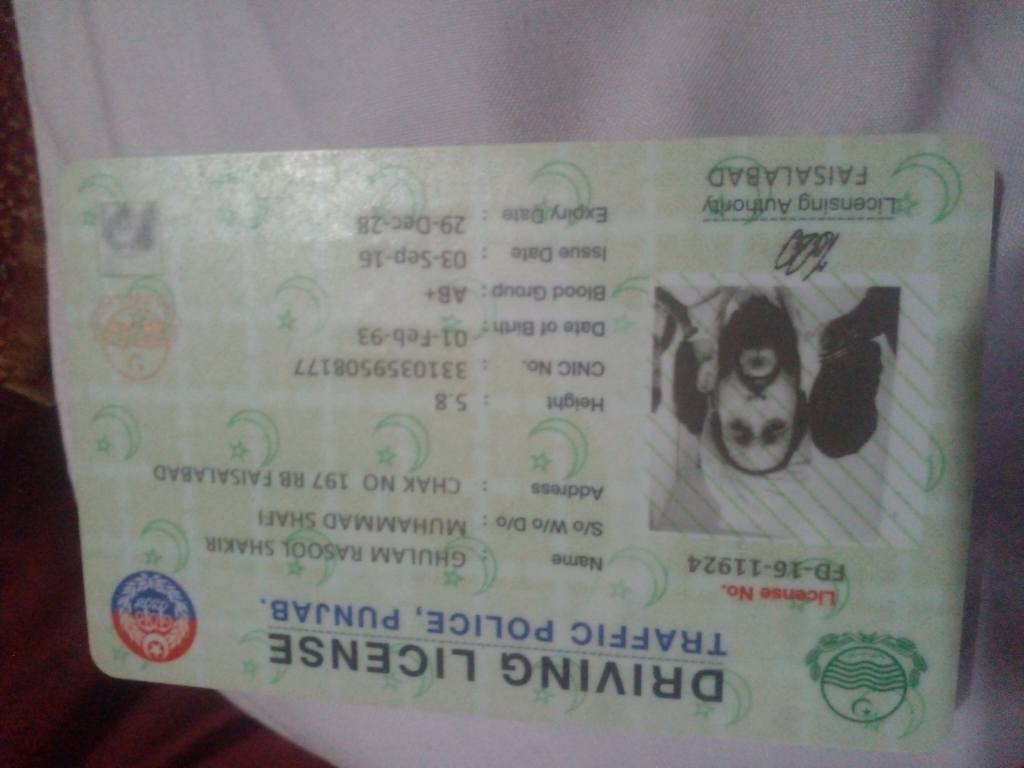 DRIVING LICENSE
TRAFFIC POLICE, PUNJAB.
License No.
FD-16-11924
Name : GHULAM RASOOL SHAKIR
S/o W/o D/o : MUHAMMAD SHAFI
Address : CHAK NO 197 RB FAISALABAD
Height : 5.8
CNIC No. : 3310359508177
Date of Birth : 01-Feb-93
Blood Group : AB+
Issue Date : 03-Sep-16
Expiry Date : 29-Dec-28
Licensing Authority
FAISALABAD